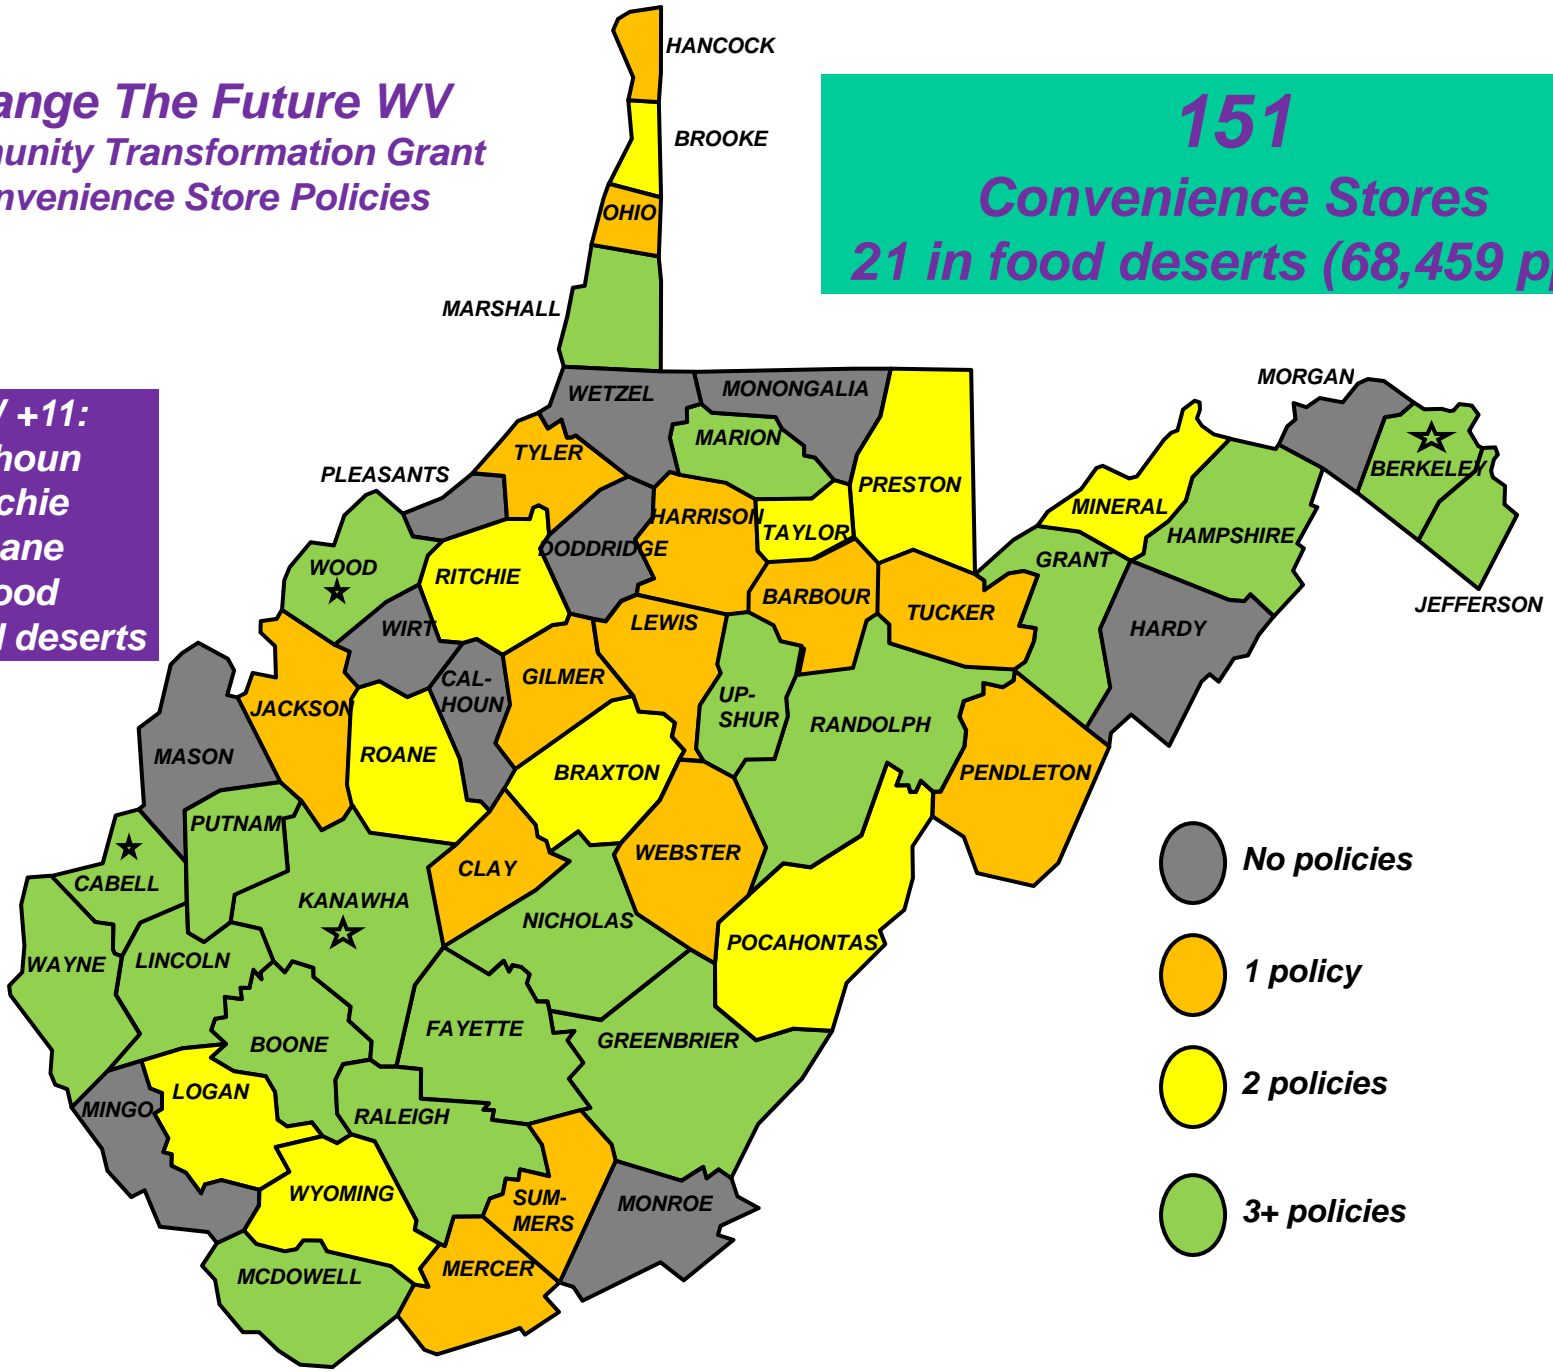 ange The Future WV
unity Transformation Grant
nvenience Store Policies
151
Convenience Stores
21 in food deserts (68,459 p
+11:
houn
chie
ane
ood
deserts
HANCOCK
BROOKE
OHIO
MARSHALL
WETZEL
MONONGALIA
MORGAN
MARION
TYLER
PLEASANTS
PRESTON
BERKELEY
MINERAL
HARRISON
TAYLOR
HAMPSHIRE
DODDRIDGE
GRANT
WOOD
RITCHIE
BARBOUR
TUCKER
JEFFERSON
WIRT
LEWIS
HARDY
CAL-
HOUN
GILMER
UP-
SHUR
JACKSON
RANDOLPH
MASON
ROANE
BRAXTON
PENDLETON
PUTNAM
CLAY
WEBSTER
CABELL
KANAWHA
NICHOLAS
POCAHONTAS
WAYNE
LINCOLN
FAYETTE
GREENBRIER
BOONE
LOGAN
MINGO
RALEIGH
WYOMING
SUM-
MERS
MONROE
MCDOWELL
MERCER
No policies
1 policy
2 policies
3+ policies